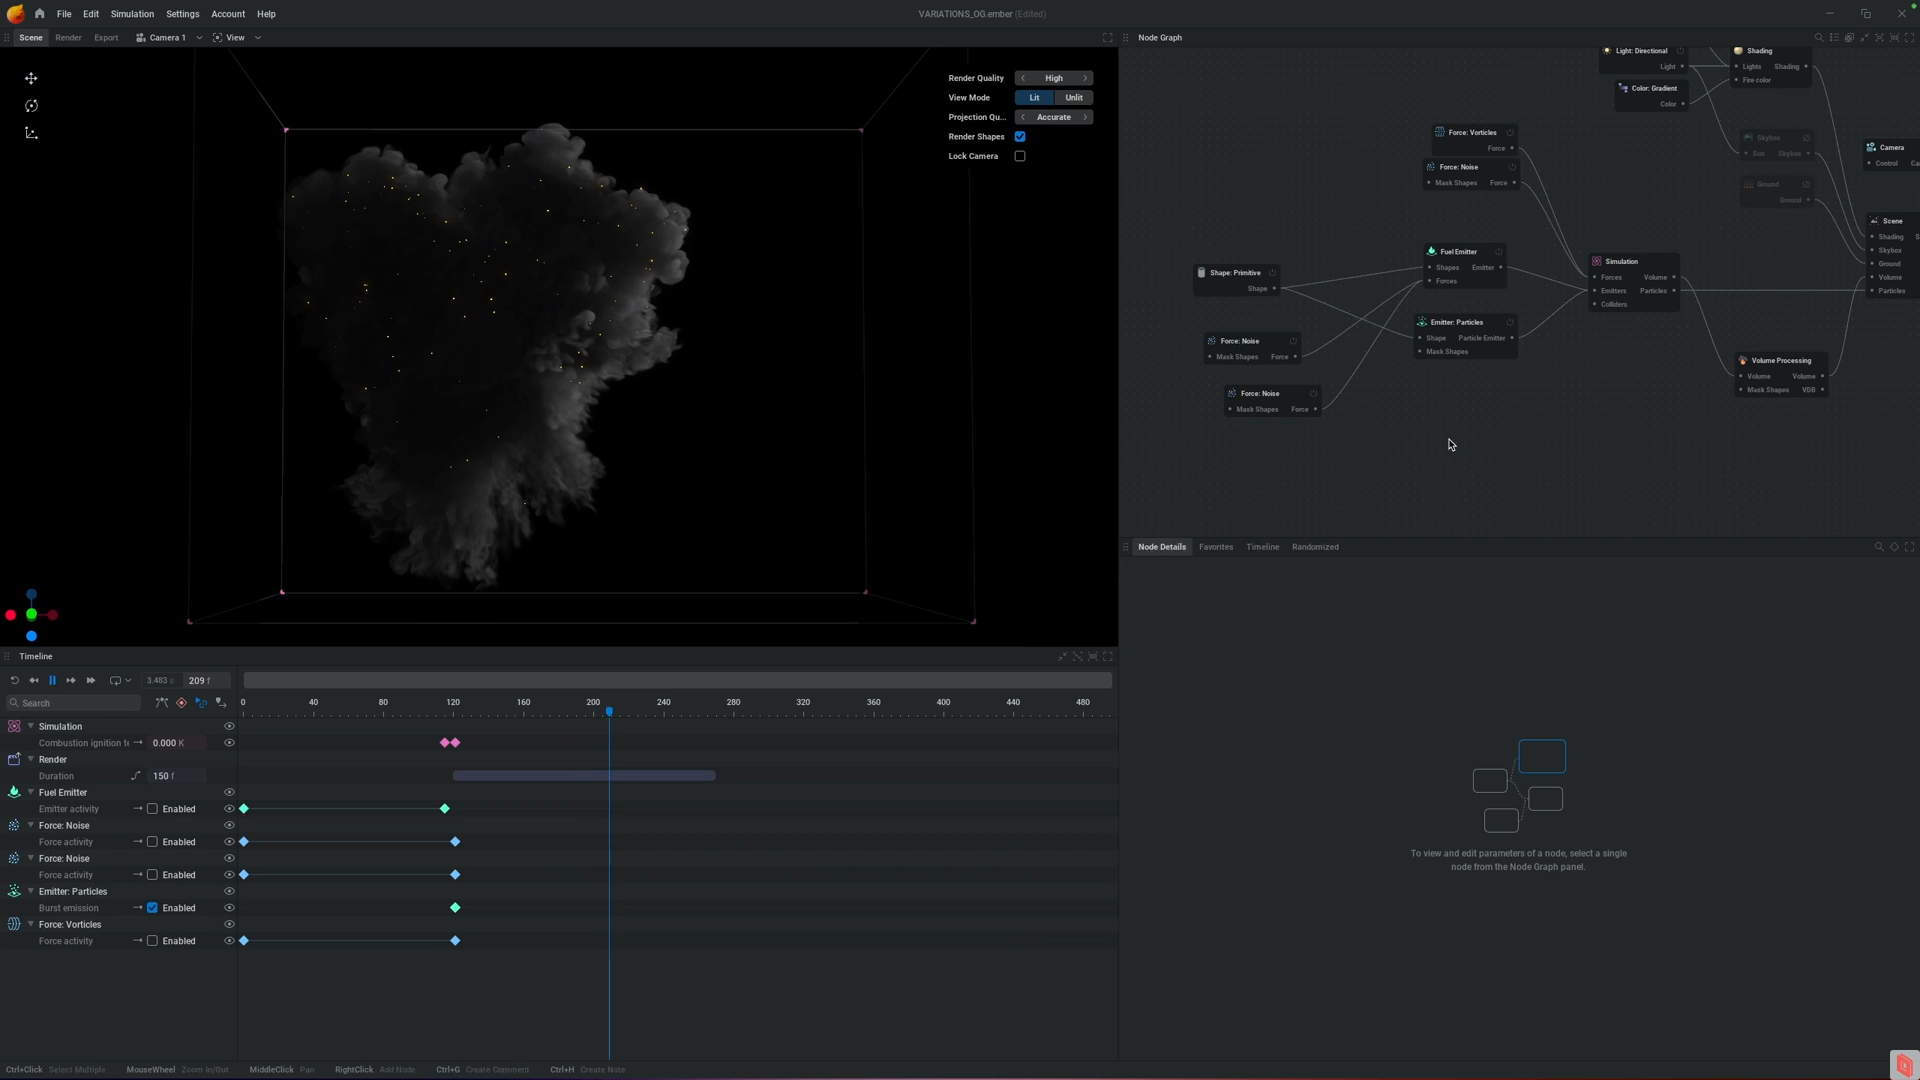 File Edit Simulation Settings Account Help
VARIATIONS_OG.ember (Edited)
Scene Render Export Camera 1 View
Render Quality High
View Mode Lit Unlit
Projection Qu... Accurate
Render Shapes
Lock Camera
Node Graph
Light: Directional
Light
Shading
Lights Shading
Fire color
Color: Gradient
Color
Force: Vorticles
Force
Force: Noise
Mask Shapes Force
Skybox
Sun Skybox
Ground
Ground
Camera
Control Ca
Scene
Shading S
Skybox
Ground
Volume
Particles
Fuel Emitter
Shapes Emitter
Forces
Shape: Primitive
Shape
Simulation
Forces Volume
Emitters Particles
Colliders
Emitter: Particles
Shape Particle Emitter
Mask Shapes
Force: Noise
Mask Shapes Force
Force: Noise
Mask Shapes Force
Volume Processing
Volume Volume
Mask Shapes VDB
Node Details Favorites Timeline Randomized
To view and edit parameters of a node, select a single
node from the Node Graph panel.
Timeline
3.483 s 209 f
Search
0 40 80 120 160 200 240 280 320 360 400 440 480
Simulation
Combustion ignition te 0.000 K
Render
Duration 150 f
Fuel Emitter
Emitter activity Enabled
Force: Noise
Force activity Enabled
Force: Noise
Force activity Enabled
Emitter: Particles
Burst emission Enabled
Force: Vorticles
Force activity Enabled
Ctrl+Click Select Multiple MouseWheel Zoom In/Out MiddleClick Pan RightClick Add Node Ctrl+G Create Comment Ctrl+H Create Note